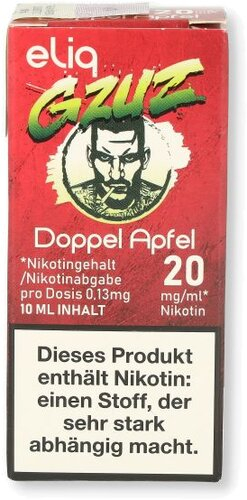 eliq
GZUZ
Doppel Apfel
*Nikotingehalt
/Nikotinabgabe
pro Dosis 0,13mg
10 ML INHALT
20
mg/ml*
Nikotin
Dieses Produkt
enthält Nikotin:
einen Stoff, der
sehr stark
abhängig macht.